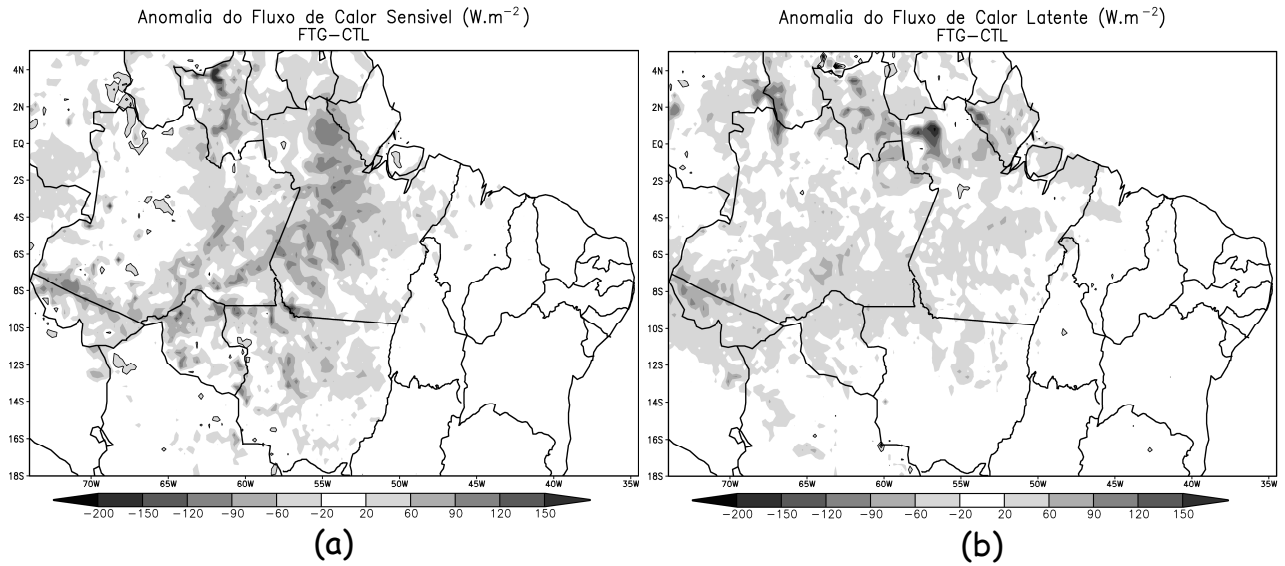 Anomalia do Fluxo de Calor Sensivel (W.m−2)
FTG−CTL
4N
2N
EQ
2S
4S
6S
8S
10S
12S
14S
16S
18S
70W
65W
60W
55W
50W
45W
40W
35W
−200 −150 −120 −90 −60 −20 20 60 90 120 150
(a)
Anomalia do Fluxo de Calor Latente (W.m−2)
FTG−CTL
4N
2N
EQ
2S
4S
6S
8S
10S
12S
14S
16S
18S
70W
65W
60W
55W
50W
45W
40W
35W
−200 −150 −120 −90 −60 −20 20 60 90 120 150
(b)